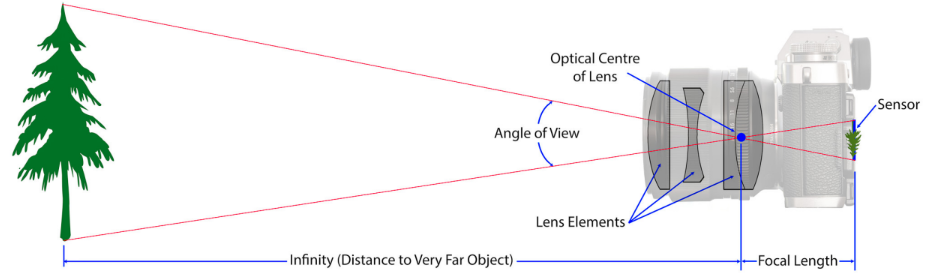 Optical Centre
of Lens
Sensor
Angle of View
Lens Elements
Infinity (Distance to Very Far Object)
Focal Length